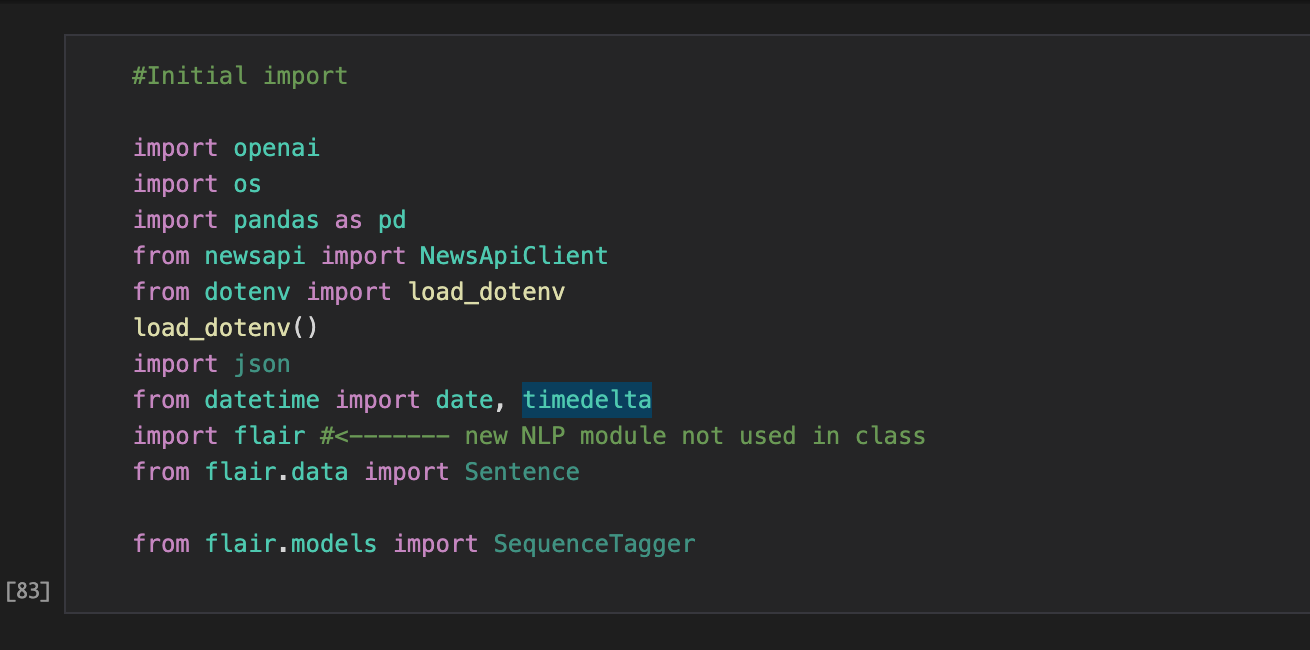 #Initial import
import openai
import os
import pandas as pd
from newsapi import NewsApiClient
from dotenv import load_dotenv
load_dotenv()
import json
from datetime import date, timedelta
import flair #<------- new NLP module not used in class
from flair.data import Sentence
from flair.models import SequenceTagger
[83]